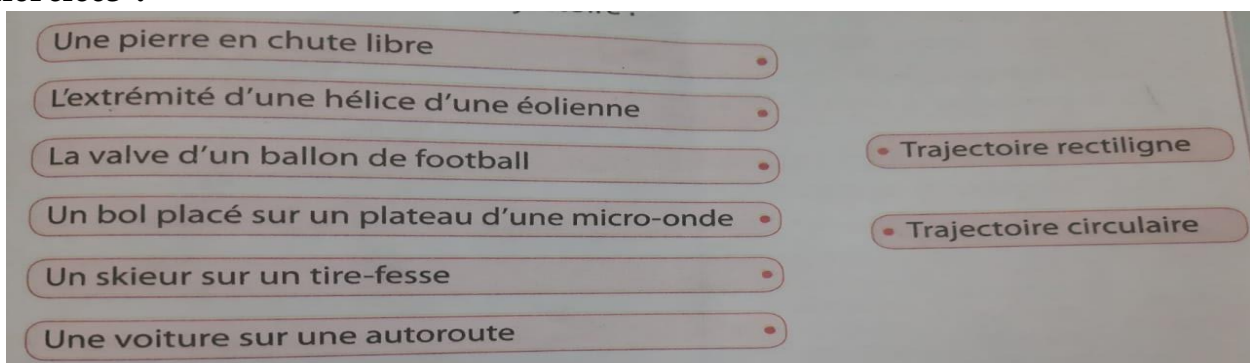 Une pierre en chute libre
L'extrémité d'une hélice d'une éolienne
La valve d'un ballon de football
Un bol placé sur un plateau d'une micro-onde
Un skieur sur un tire-fesse
Une voiture sur une autoroute
Trajectoire rectiligne
Trajectoire circulaire